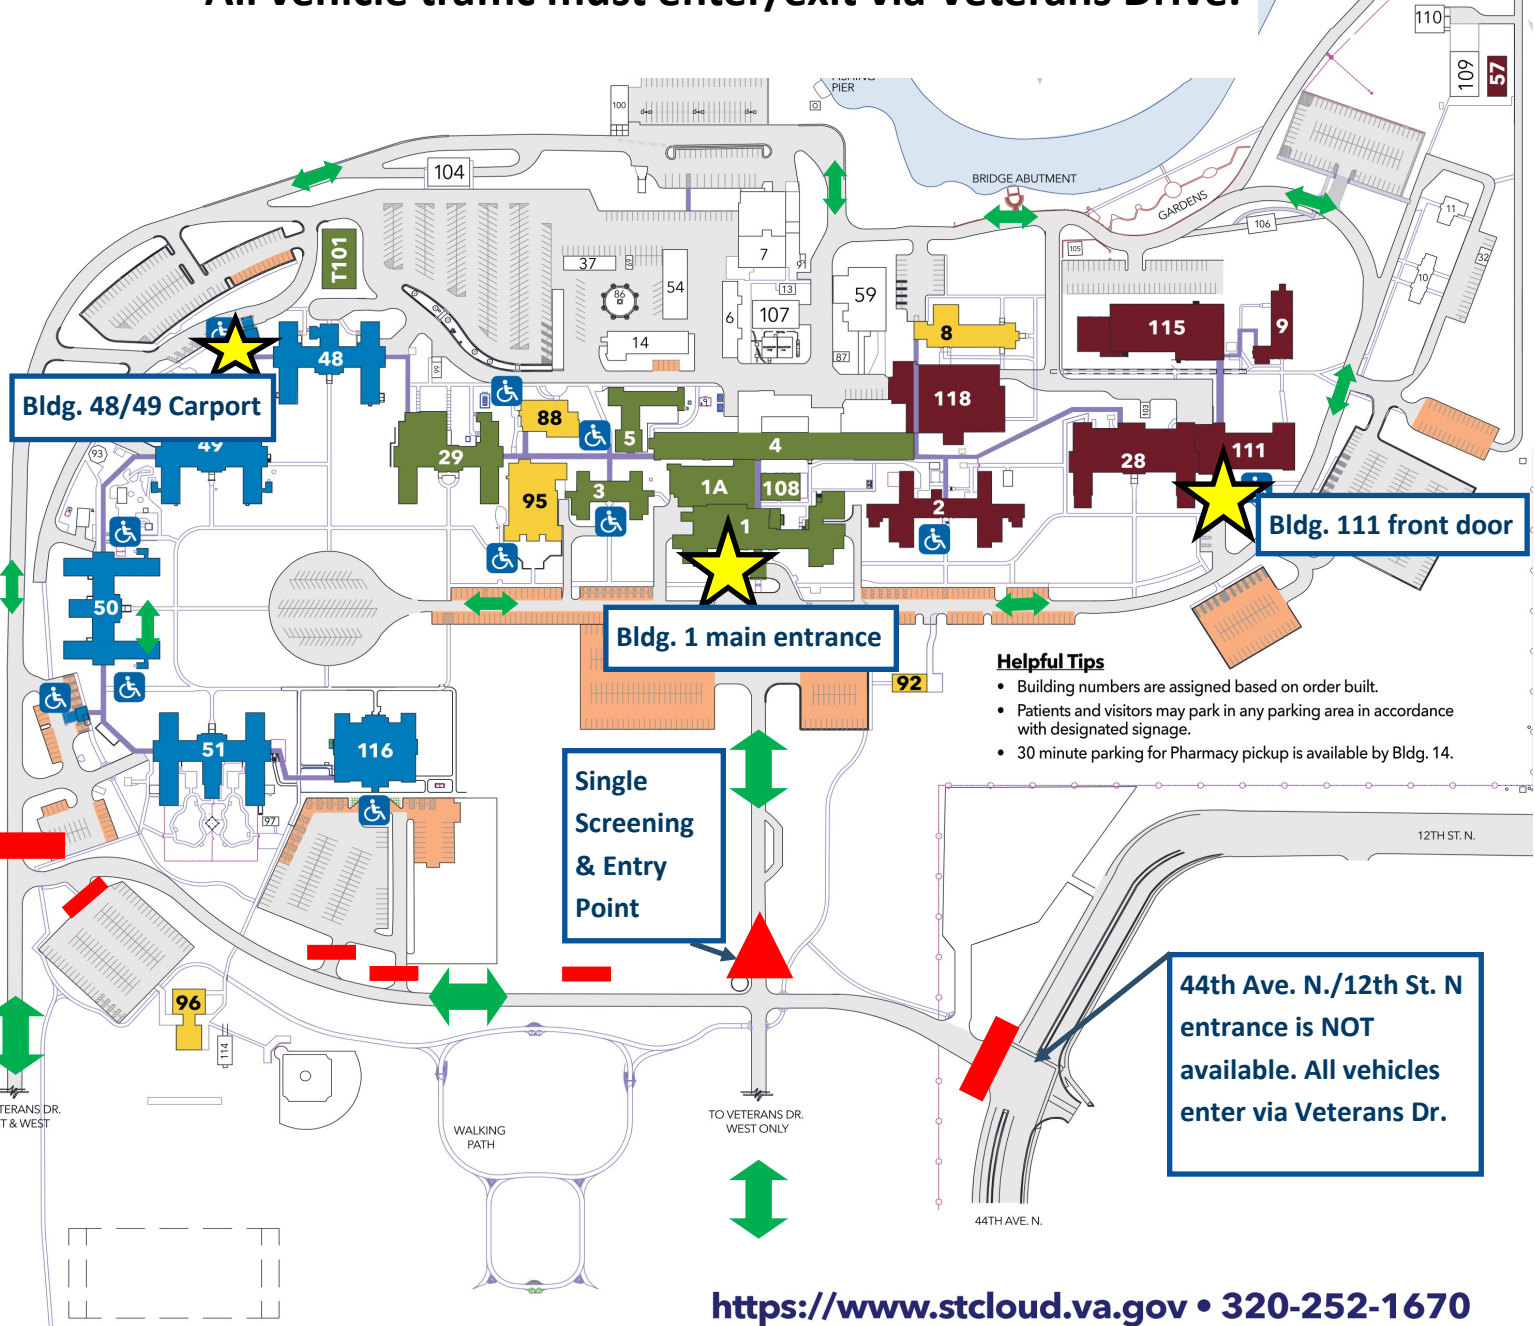 All vehicle traffic must enter/exit via Veterans Drive.
110
109
57
100
FISHING
PIER
104
BRIDGE ABUTMENT
GARDENS
11
106
105
10
32
T101
37
69
86
54
7
91
13
6
107
59
14
87
8
115
9
48
Bldg. 48/49 Carport
49
99
88
5
118
103
93
29
4
28
111
95
3
1A
108
2
1
Bldg. 111 front door
50
Bldg. 1 main entrance
92
Helpful Tips
• Building numbers are assigned based on order built.
• Patients and visitors may park in any parking area in accordance
with designated signage.
• 30 minute parking for Pharmacy pickup is available by Bldg. 14.
51
116
97
Single
Screening
& Entry
Point
12TH ST. N.
96
114
44th Ave. N./12th St. N
entrance is NOT
available. All vehicles
enter via Veterans Dr.
TERANS DR.
T & WEST
WALKING
PATH
TO VETERANS DR.
WEST ONLY
44TH AVE. N.
https://www.stcloud.va.gov • 320-252-1670